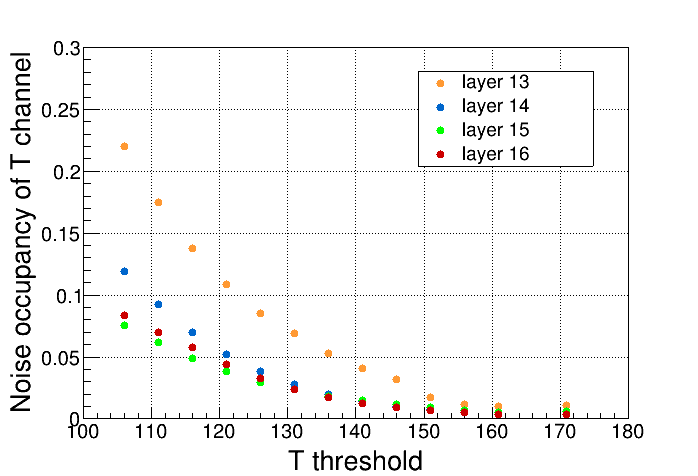 Noise occupancy of T channel
0.3
0.25
0.2
0.15
0.1
0.05
0
layer 13
layer 14
layer 15
layer 16
100 110 120 130 140 150 160 170 180
T threshold